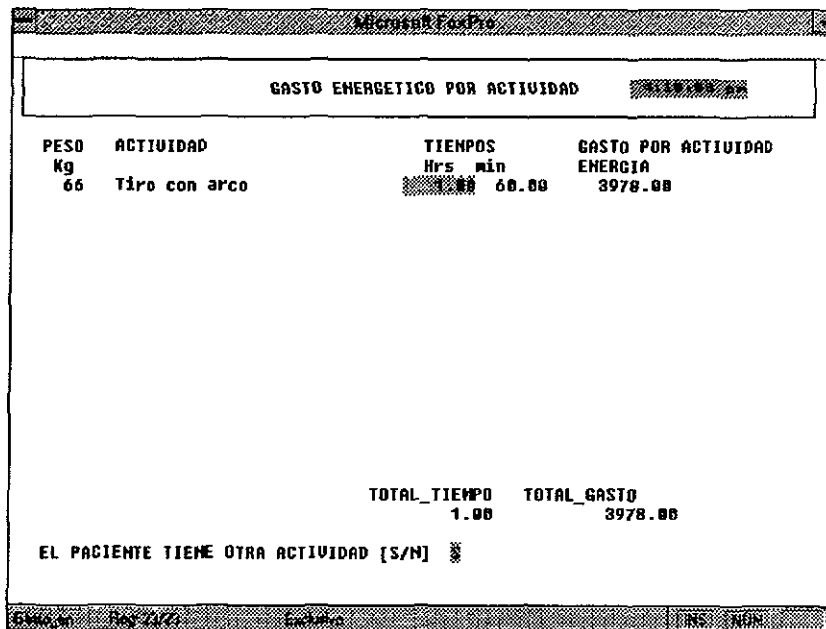 Microsoft FoxPro
GASTO ENERGETICO POR ACTIVIDAD
PESO ACTIVIDAD TIEMPOS GASTO POR ACTIVIDAD
Kg Hrs min ENERGIA
66 Tiro con arco 1.00 60.00 3978.00
TOTAL_TIEMPO TOTAL_GASTO
1.00 3978.00
EL PACIENTE TIENE OTRA ACTIVIDAD [S/N]
Exclusivo INS NÚM